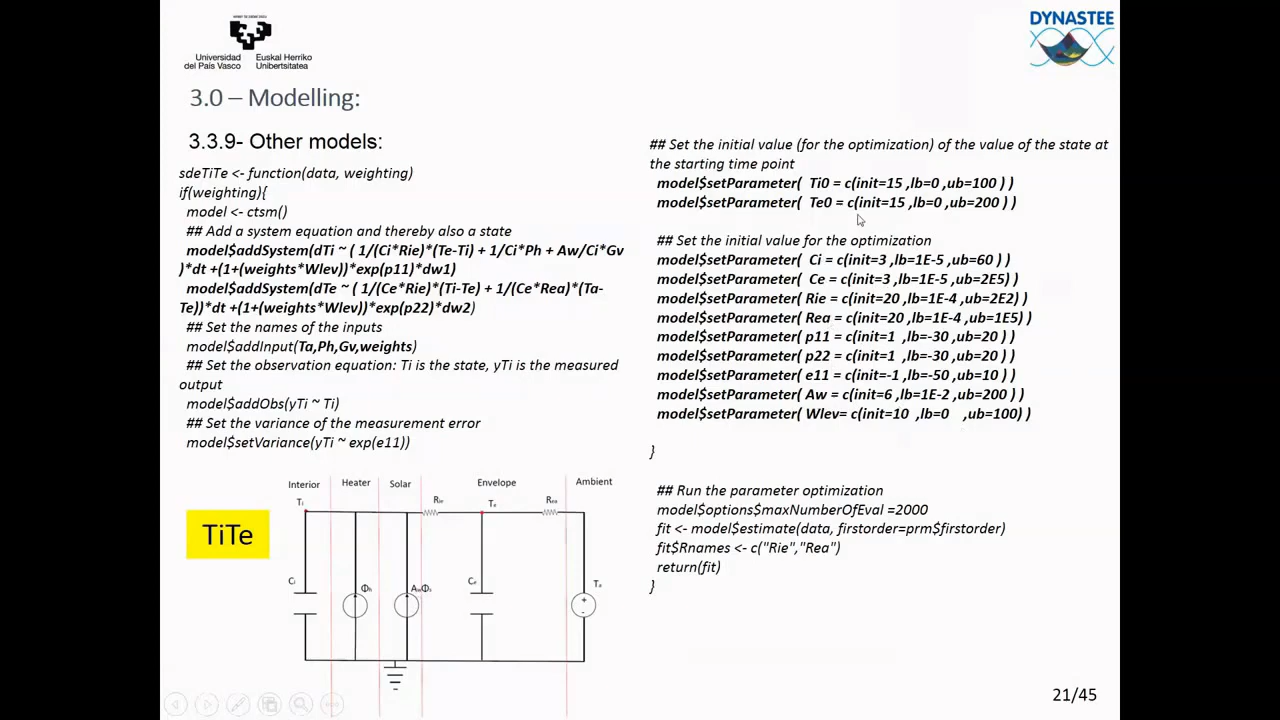 Universidad Euskal Herriko
del País Vasco Unibertsitatea
DYNASTEE
3.0 – Modelling:
3.3.9- Other models:
sdeTiTe <- function(data, weighting)
if(weighting){
model <- ctsm()
## Add a system equation and thereby also a state
model$addSystem(dTi ~ ( 1/(Ci*Rie)*(Te-Ti) + 1/Ci*Ph + Aw/Ci*Gv
)*dt +(1+(weights*Wlev))*exp(p11)*dw1)
model$addSystem(dTe ~ ( 1/(Ce*Rie)*(Ti-Te) + 1/(Ce*Rea)*(Ta-
Te))*dt +(1+(weights*Wlev))*exp(p22)*dw2)
## Set the names of the inputs
model$addInput(Ta,Ph,Gv,weights)
## Set the observation equation: Ti is the state, yTi is the measured
output
model$addObs(yTi ~ Ti)
## Set the variance of the measurement error
model$setVariance(yTi ~ exp(e11))
## Set the initial value (for the optimization) of the value of the state at
the starting time point
model$setParameter( Ti0 = c(init=15 ,lb=0 ,ub=100 ) )
model$setParameter( Te0 = c(init=15 ,lb=0 ,ub=200 ) )
## Set the initial value for the optimization
model$setParameter( Ci = c(init=3 ,lb=1E-5 ,ub=60 ) )
model$setParameter( Ce = c(init=3 ,lb=1E-5 ,ub=2E5) )
model$setParameter( Rie = c(init=20 ,lb=1E-4 ,ub=2E2) )
model$setParameter( Rea = c(init=20 ,lb=1E-4 ,ub=1E5) )
model$setParameter( p11 = c(init=1 ,lb=-30 ,ub=20 ) )
model$setParameter( p22 = c(init=1 ,lb=-30 ,ub=20 ) )
model$setParameter( e11 = c(init=-1 ,lb=-50 ,ub=10 ) )
model$setParameter( Aw = c(init=6 ,lb=1E-2 ,ub=200 ) )
model$setParameter( Wlev= c(init=10 ,lb=0 ,ub=100) )
}
## Run the parameter optimization
model$options$maxNumberOfEval =2000
fit <- model$estimate(data, firstorder=prm$firstorder)
fit$Rnames <- c("Rie","Rea")
return(fit)
}
TiTe
Interior Heater Solar Envelope Ambient
Ti Rie Te Rea
Ci Φh AwΦs Ce Ta
21/45